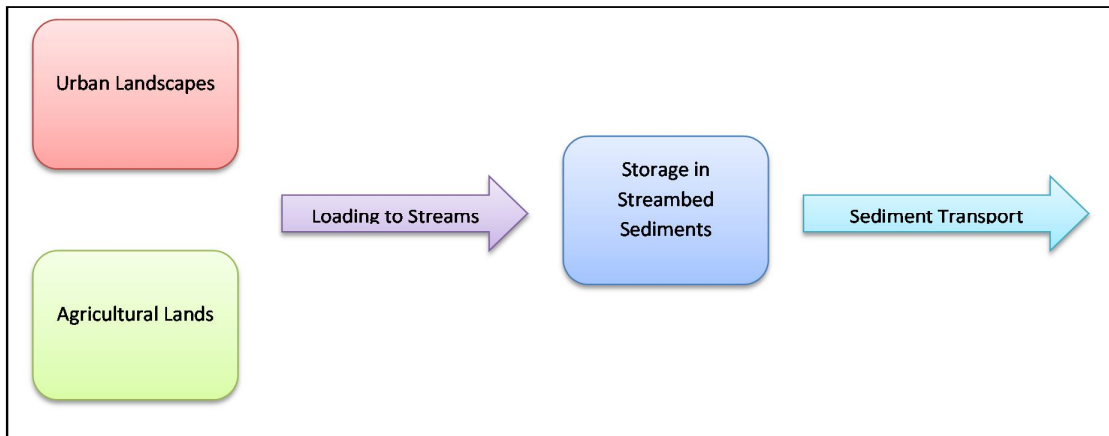 Urban Landscapes
Agricultural Lands
Loading to Streams
Storage in
Streambed
Sediments
Sediment Transport